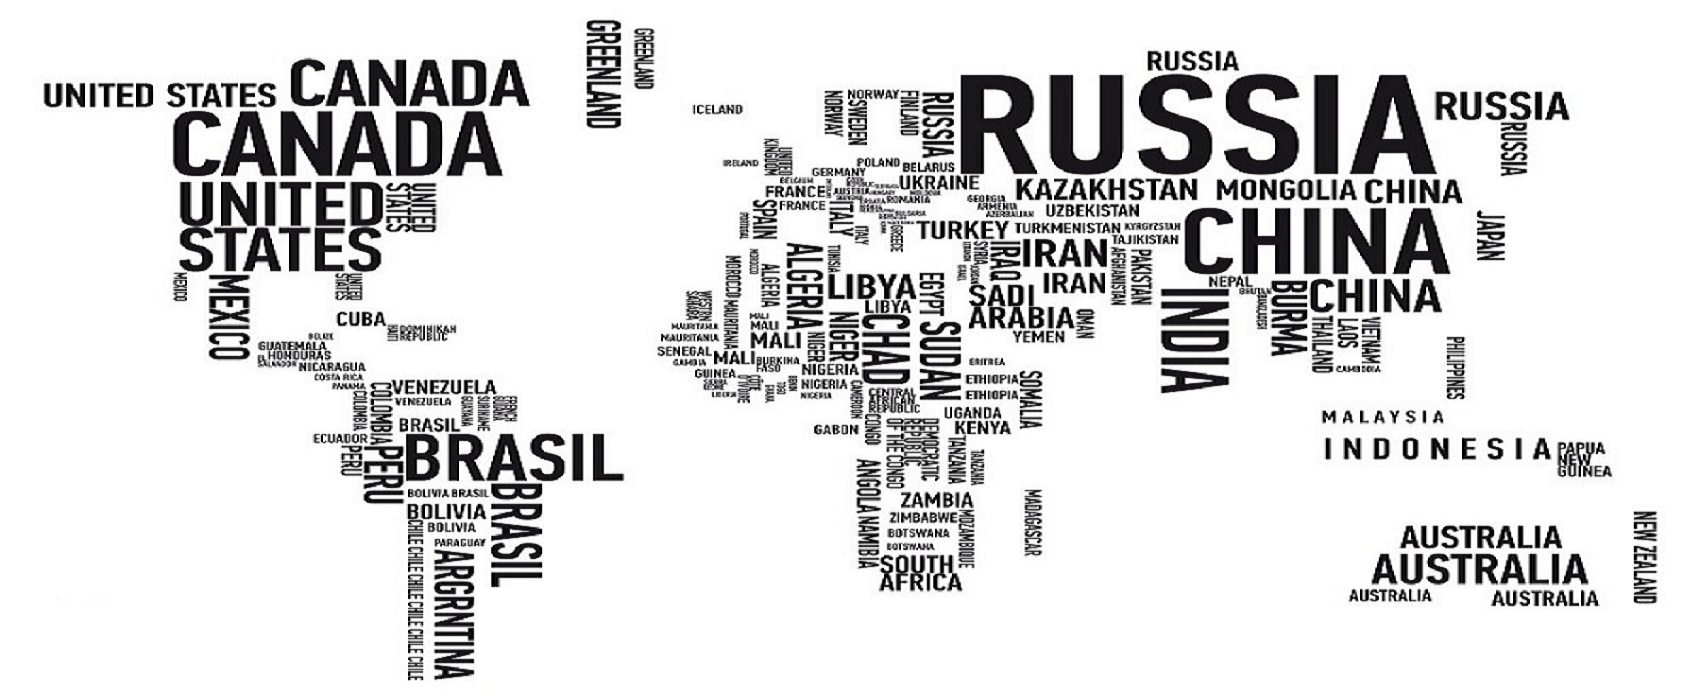 GREENLAND
GREENLAND
RUSSIA
UNITED STATES
CANADA
CANADA
RUSSIA
RUSSIA
RUSSIA
RUSSIA
ICELAND
NORWAY
NORWAY
SWEDEN
FINLAND
UNITED
STATES
UNITED
STATES
IRELAND
UNITED
KINGDOM
POLAND
BELARUS
GERMANY
BELGIUM
UKRAINE
KAZAKHSTAN
MONGOLIA
CHINA
FRANCE
FRANCE
AUSTRIA
ROMANIA
GEORGIA
ARMENIA
AZERBAIJAN
UZBEKISTAN
SPAIN
PORTUGAL
ITALY
ITALY
GREECE
TURKEY
TURKMENISTAN
KYRGYZSTAN
TAJIKISTAN
CHINA
JAPAN
MEXICO
MEXICO
UNITED
STATES
MOROCCO
MOROCCO
ALGERIA
ALGERIA
TUNISIA
LIBYA
LIBYA
EGYPT
SYRIA
IRAQ
IRAN
IRAN
AFGHANISTAN
PAKISTAN
NEPAL
BHUTAN
BANGLADESH
INDIA
BURMA
CHINA
SADI
ARABIA
OMAN
YEMEN
CUBA
HAITI
DOMINIKAH
REPUBLIC
BELIZE
GUATEMALA
HONDURAS
EL
SALVADOR
NICARAGUA
COSTA RICA
PANAMA
WESTERN
SAHARA
MAURITANIA
MAURITANIA
MAURITANIA
MALI
MALI
MALI
MALI
NIGER
NIGER
CHAD
SUDAN
SENEGAL
GAMBIA
GUINEA
SIERRA
LEONE
LIBERIA
BURKINA
FASO
NIGERIA
NIGERIA
NIGERIA
CAMEROON
ERITREA
ETHIOPIA
ETHIOPIA
SOMALIA
THAILAND
LAOS
VIETNAM
CAMBODIA
PHILIPPINES
COLOMBIA
COLOMBIA
VENEZUELA
VENEZUELA
GUYANA
SURINAME
FRENCH
GUIANA
BRASIL
ECUADOR
PERU
PERU
BRASIL
CENTRAL
AFRICAN
REPUBLIC
UGANDA
KENYA
GABON
CONGO
DEMOCRATIC
REPUBLIC
OF THE CONGO
TANZANIA
TANZANIA
MALAYSIA
INDONESIA
PAPUA
NEW
GUINEA
BOLIVIA BRASIL
BOLIVIA
BOLIVIA
BRASIL
PARAGUAY
CHILE CHILE CHILE CHILE CHILE CHILE
ARGRNTINA
ANGOLA
NAMIBIA
ZAMBIA
ZIMBABWE
MOZAMBIQUE
BOTSWANA
BOTSWANA
SOUTH
AFRICA
MADAGASCAR
AUSTRALIA
AUSTRALIA
AUSTRALIA
AUSTRALIA
NEW ZEALAND